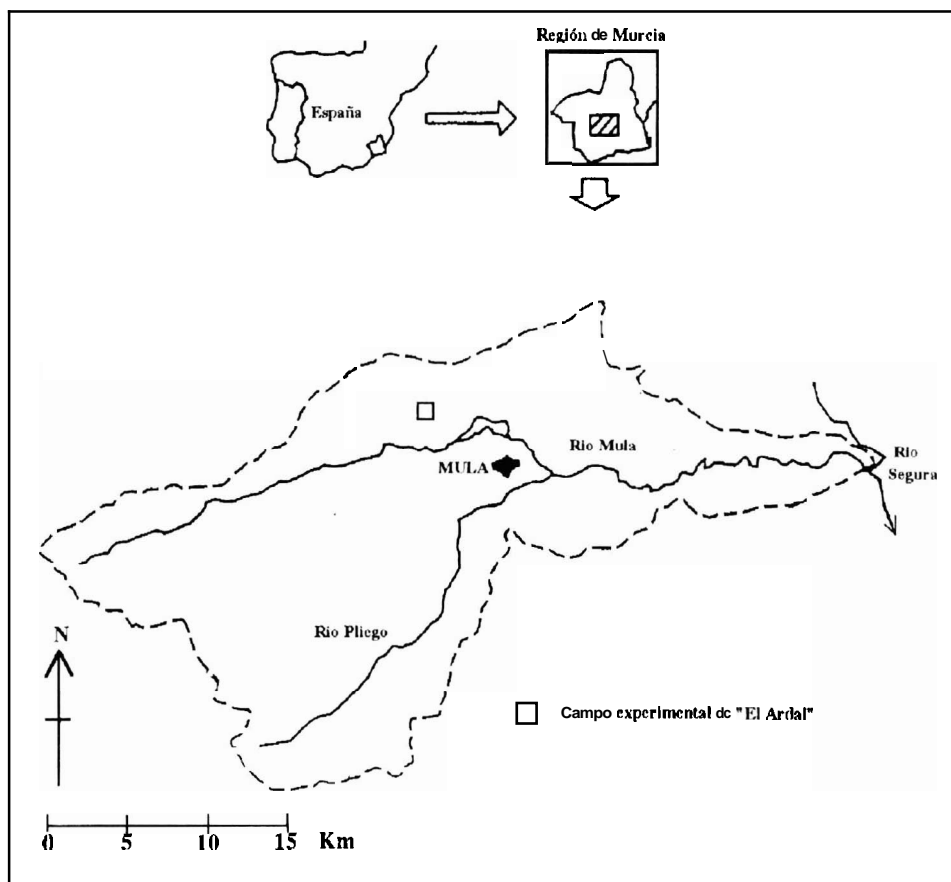 Región de Murcia
España
Rio Mula
MULA
Rio
Segura
Rio Pliego
N
Campo experimental dc "El Ardal"
0 5 10 15 Km